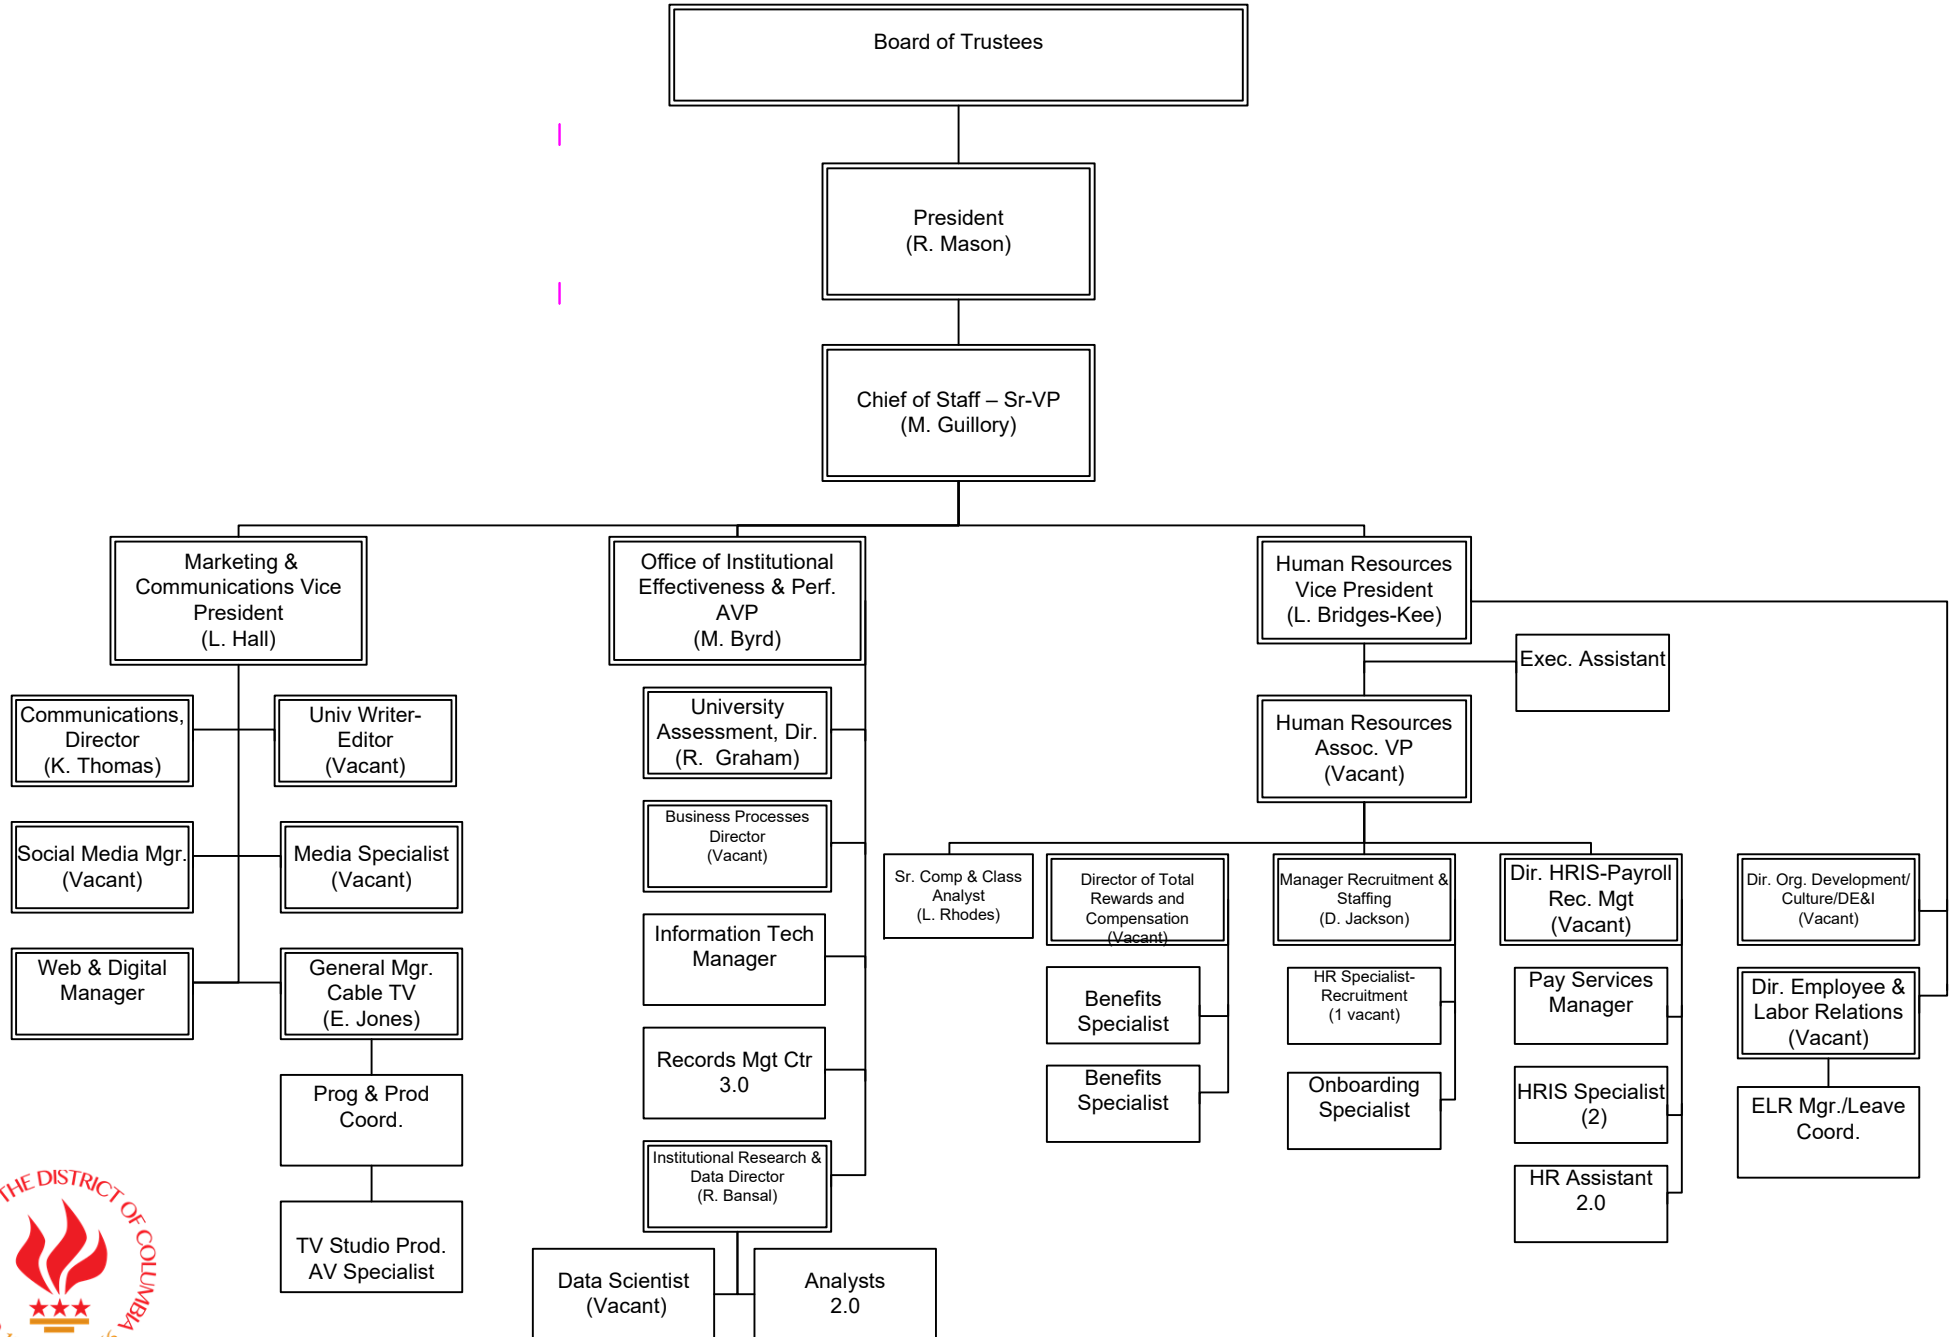 Board of Trustees
President
(R. Mason)
Chief of Staff – Sr-VP
(M. Guillory)
Marketing &
Communications Vice
President
(L. Hall)
Office of Institutional
Effectiveness & Perf.
AVP
(M. Byrd)
Human Resources
Vice President
(L. Bridges-Kee)
Exec. Assistant
Communications,
Director
(K. Thomas)
Univ Writer-
Editor
(Vacant)
Social Media Mgr.
(Vacant)
Media Specialist
(Vacant)
Web & Digital
Manager
General Mgr.
Cable TV
(E. Jones)
Prog & Prod
Coord.
TV Studio Prod.
AV Specialist
University
Assessment, Dir.
(R.  Graham)
Business Processes
Director
(Vacant)
Information Tech
Manager
Records Mgt Ctr
3.0
Institutional Research &
Data Director
(R. Bansal)
Data Scientist
(Vacant)
Analysts
2.0
Human Resources
Assoc. VP
(Vacant)
Sr. Comp & Class
Analyst
(L. Rhodes)
Director of Total
Rewards and
Compensation
(Vacant)
Benefits
Specialist
Benefits
Specialist
Manager Recruitment &
Staffing
(D. Jackson)
HR Specialist-
Recruitment
(1 vacant)
Onboarding
Specialist
Dir. HRIS-Payroll
Rec. Mgt
(Vacant)
Pay Services
Manager
HRIS Specialist
(2)
HR Assistant
2.0
Dir. Org. Development/
Culture/DE&I
(Vacant)
Dir. Employee &
Labor Relations
(Vacant)
ELR Mgr./Leave
Coord.
THE DISTRICT OF COLUMBIA